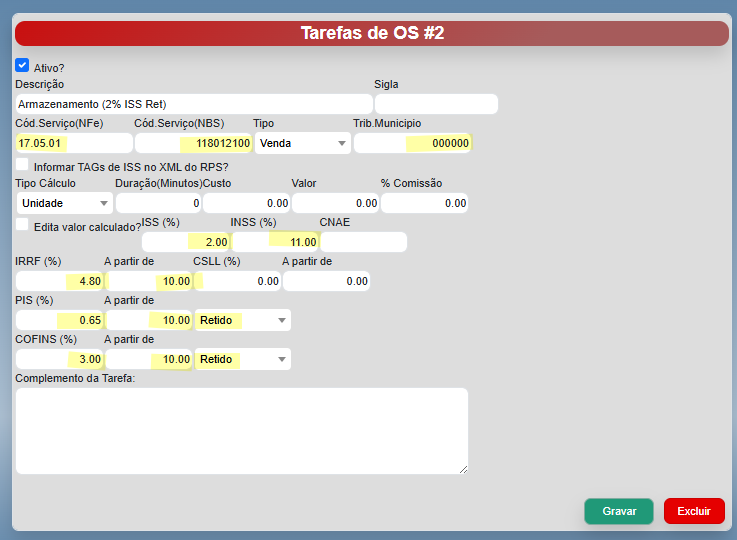 Tarefas de OS #2
Ativo?
Descrição Sigla
Armazenamento (2% ISS Ret)
Cód.Serviço(NFe) Cód.Serviço(NBS) Tipo Trib.Municipio
17.05.01 118012100 Venda 000000
Informar TAGs de ISS no XML do RPS?
Tipo Cálculo Duração(Minutos) Custo Valor % Comissão
Unidade 0 0.00 0.00 0.00
Edita valor calculado? ISS (%) INSS (%) CNAE
2.00 11.00
IRRF (%) A partir de CSLL (%) A partir de
4.80 10.00 0.00 0.00
PIS (%) A partir de
0.65 10.00 Retido
COFINS (%) A partir de
3.00 10.00 Retido
Complemento da Tarefa:
Gravar Excluir